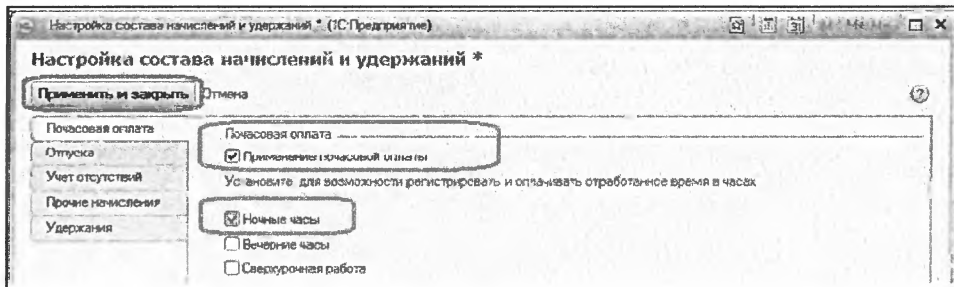 Настройка состава начислений и удержаний * (1С:Предприятие)
Настройка состава начислений и удержаний *
Применить и закрыть Отмена
Почасовая оплата
Отпуска
Учет отсутствий
Прочие начисления
Удержания
Почасовая оплата
Применение почасовой оплаты
Установите, для возможности регистрировать и оплачивать отработанное время в часах
Ночные часы
Вечерние часы
Сверхурочная работа